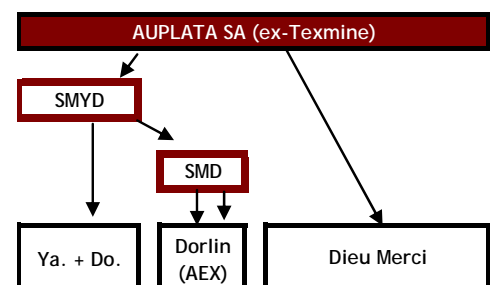 AUPLATA SA (ex-Texmine)
SMYD
SMD
Ya. + Do.
Dorlin
(AEX)
Dieu Merci